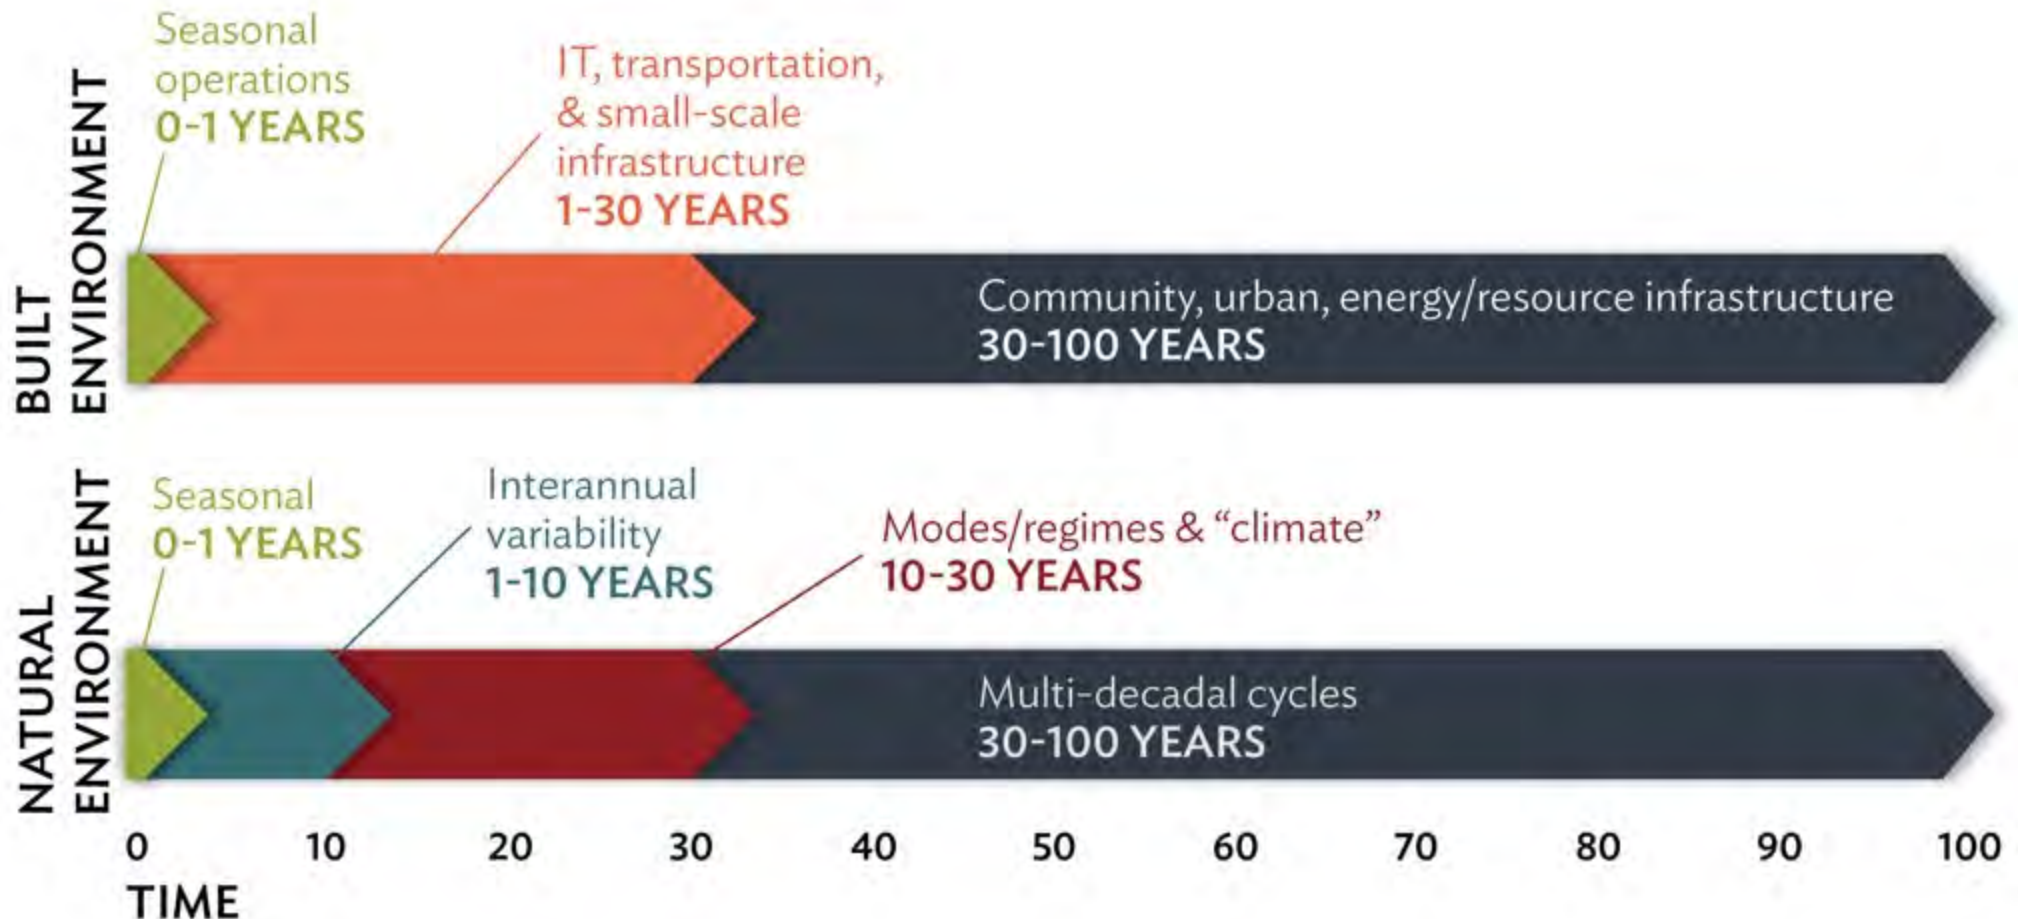 BUILT
ENVIRONMENT
Seasonal
operations
0-1 YEARS
IT, transportation,
& small-scale
infrastructure
1-30 YEARS
Community, urban, energy/resource infrastructure
30-100 YEARS
NATURAL
ENVIRONMENT
Seasonal
0-1 YEARS
Interannual
variability
1-10 YEARS
Modes/regimes & “climate”
10-30 YEARS
Multi-decadal cycles
30-100 YEARS
0 10 20 30 40 50 60 70 80 90 100
TIME